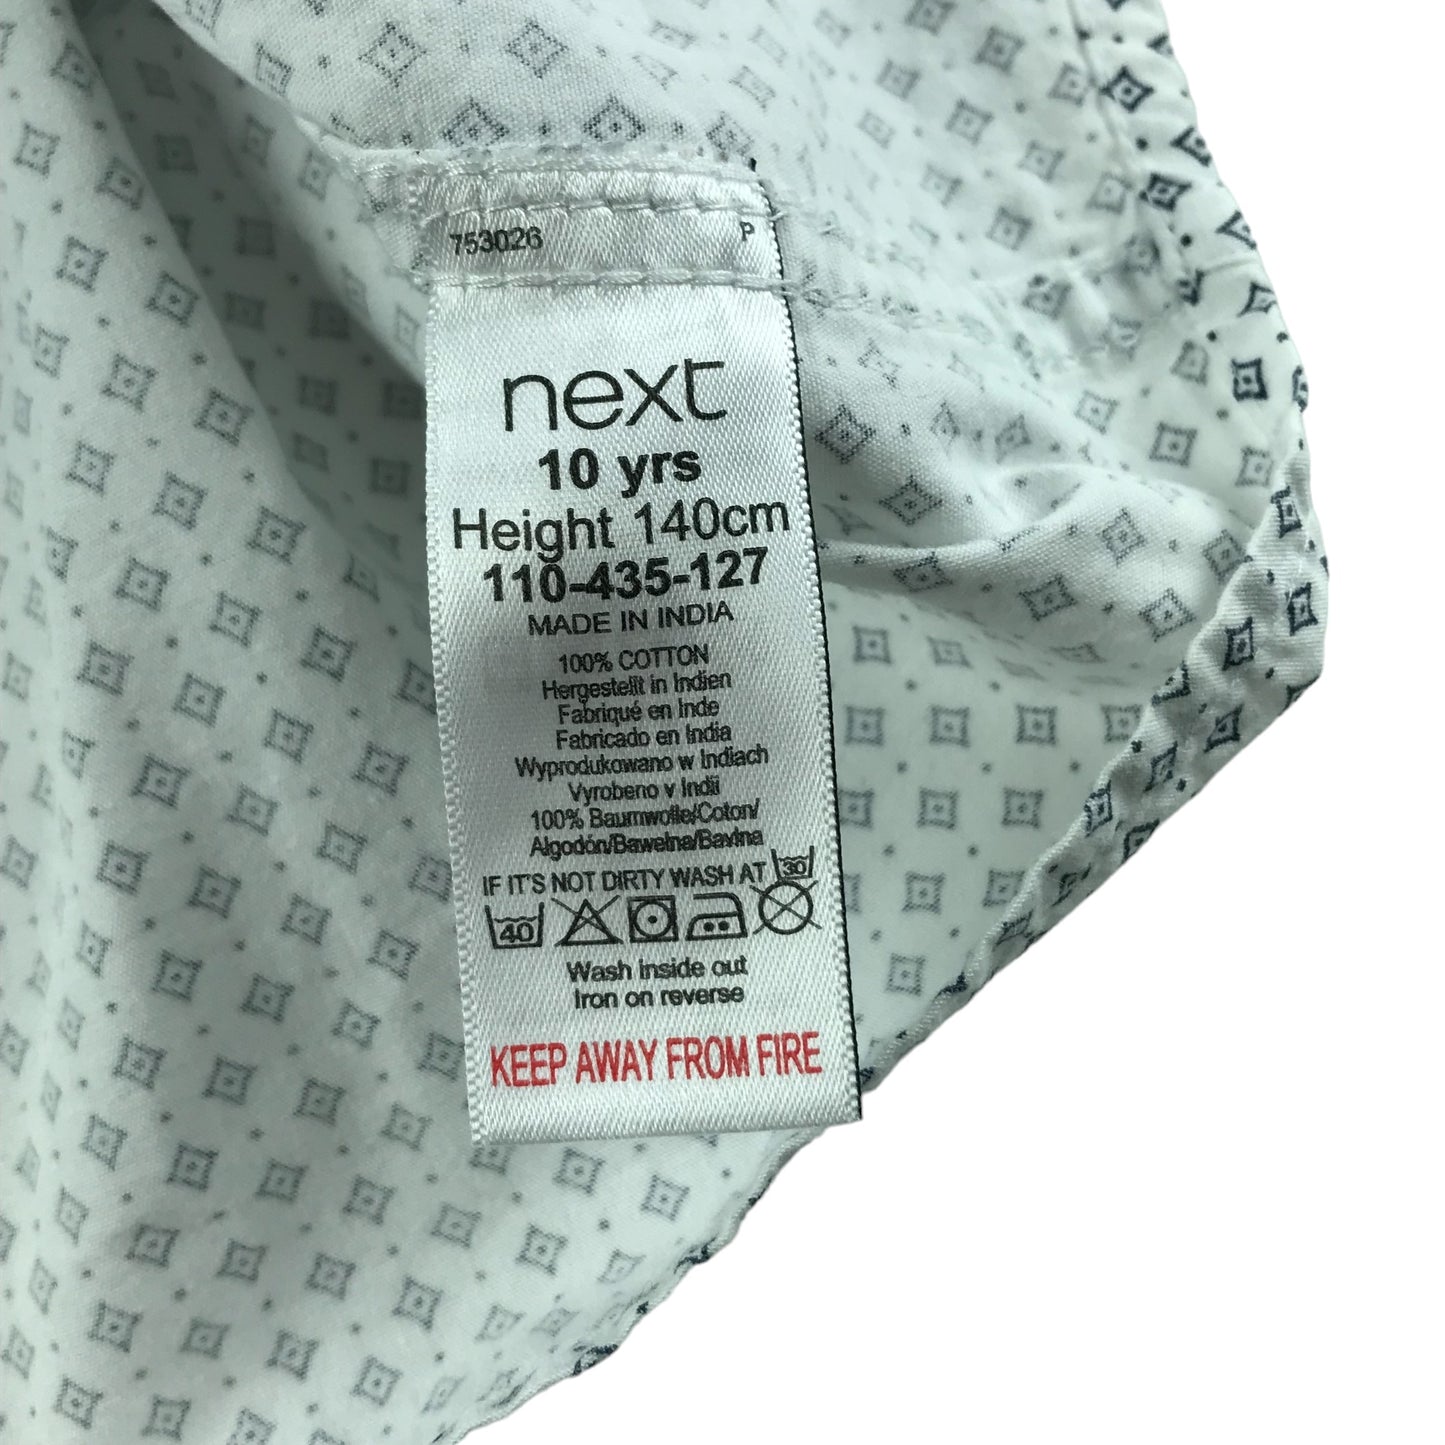 753026 P
next
10 yrs
Height 140cm
110-435-127
MADE IN INDIA
100% COTTON
Hergestellt in Indien
Fabriqué en Inde
Fabricado en India
Wyprodukowano w Indiach
Vyrobeno v Indii
100% Baumwolle/Coton/
Algodón/Bawełna/Bavlna
IF IT'S NOT DIRTY WASH AT 30
40
Wash inside out
Iron on reverse
KEEP AWAY FROM FIRE